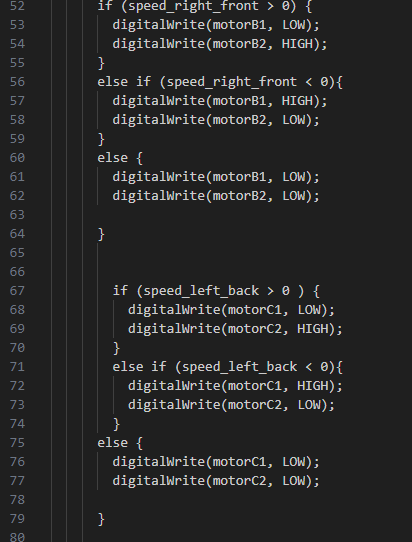 52 if (speed_right_front > 0) {
53 digitalWrite(motorB1, LOW);
54 digitalWrite(motorB2, HIGH);
55 }
56 else if (speed_right_front < 0){
57 digitalWrite(motorB1, HIGH);
58 digitalWrite(motorB2, LOW);
59 }
60 else {
61 digitalWrite(motorB1, LOW);
62 digitalWrite(motorB2, LOW);
63
64 }
65
66
67 if (speed_left_back > 0 ) {
68 digitalWrite(motorC1, LOW);
69 digitalWrite(motorC2, HIGH);
70 }
71 else if (speed_left_back < 0){
72 digitalWrite(motorC1, HIGH);
73 digitalWrite(motorC2, LOW);
74 }
75 else {
76 digitalWrite(motorC1, LOW);
77 digitalWrite(motorC2, LOW);
78
79 }
80